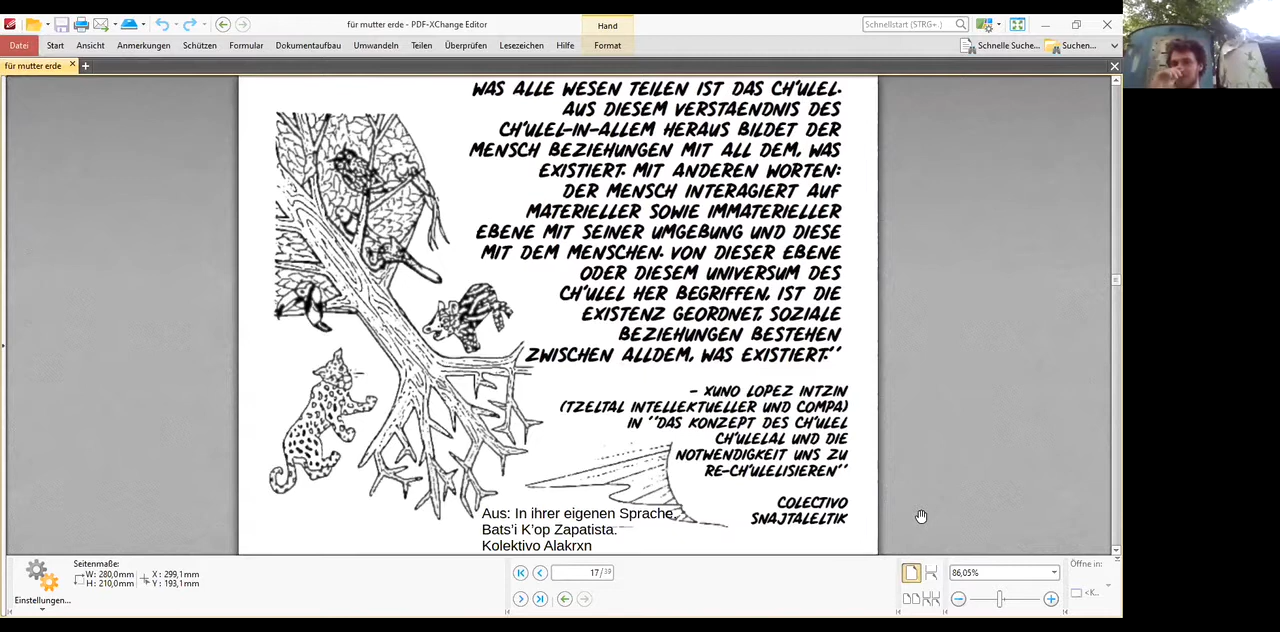 für mutter erde - PDF-XChange Editor
Hand
Schnellstart (STRG+.)
Datei
Start
Ansicht
Anmerkungen
Schützen
Formular
Dokumentaufbau
Umwandeln
Teilen
Überprüfen
Lesezeichen
Hilfe
Format
Schnelle Suche...
Suchen...
für mutter erde
WAS ALLE WESEN TEILEN IST DAS CH'ULEL.
AUS DIESEM VERSTAENDNIS DES
CH'ULEL-IN-ALLEM HERAUS BILDET DER
MENSCH BEZIEHUNGEN MIT ALL DEM, WAS
EXISTIERT. MIT ANDEREN WORTEN:
DER MENSCH INTERAGIERT AUF
MATERIELLER SOWIE IMMATERIELLER
EBENE MIT SEINER UMGEBUNG UND DIESE
MIT DEM MENSCHEN. VON DIESER EBENE
ODER DIESEM UNIVERSUM DES
CH'ULEL HER BEGRIFFEN, IST DIE
EXISTENZ GEORDNET. SOZIALE
BEZIEHUNGEN BESTEHEN
ZWISCHEN ALLDEM, WAS EXISTIERT."
- XUNO LOPEZ INTZIN
(TZELTAL INTELLEKTUELLER UND COMPA)
IN "DAS KONZEPT DES CH'ULEL
CH'ULELAL UND DIE
NOTWENDIGKEIT UNS ZU
RE-CH'ULELISIEREN"
COLECTIVO
SNAJTALELTIK
Aus: In ihrer eigenen Sprache.
Bats'i K'op Zapatista.
Kolektivo Alakrxn
Einstellungen...
Seitenmaße:
W: 280,0mm
H: 210,0mm
X: 299,1mm
Y: 193,1mm
17/39
86,05%
Öffne in:
<K...